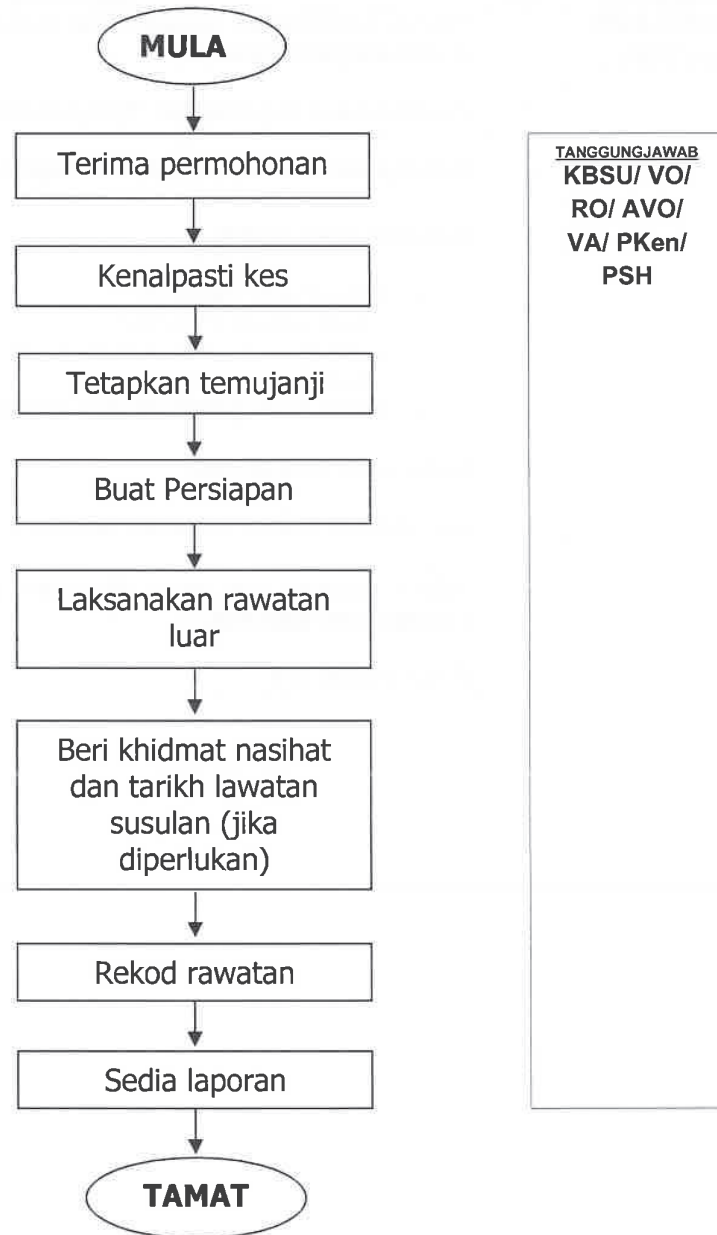 MULA
Terima permohonan
Kenalpasti kes
Tetapkan temujanji
Buat Persiapan
Laksanakan rawatan
luar
Beri khidmat nasihat
dan tarikh lawatan
susulan (jika
diperlukan)
Rekod rawatan
Sedia laporan
TAMAT
TANGGUNGJAWAB
KBSU/ VO/
RO/ AVO/
VA/ PKen/
PSH